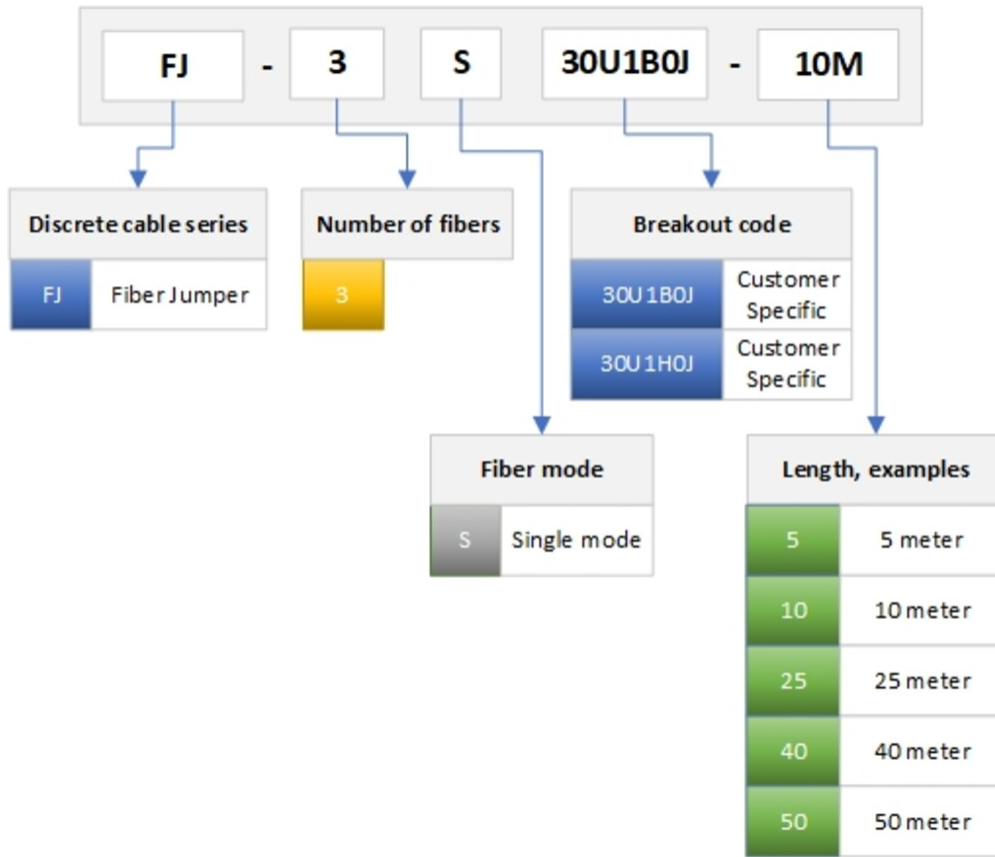 FJ - 3 S 30U1B0J - 10M
Discrete cable series
FJ Fiber Jumper
Number of fibers
3
Breakout code
30U1B0J Customer
Specific
30U1H0J Customer
Specific
Fiber mode
S Single mode
Length, examples
5 5 meter
10 10 meter
25 25 meter
40 40 meter
50 50 meter